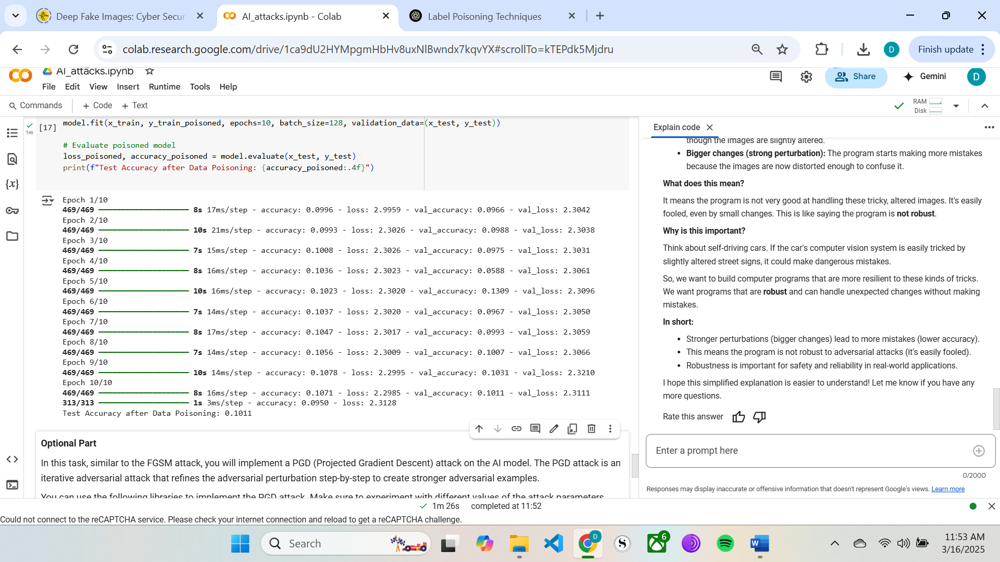 Deep Fake Images: Cyber Secur
AI_attacks.ipynb - Colab
Label Poisoning Techniques
colab.research.google.com/drive/1ca9dU2HYMpgmHbHv8uxNlBwndx7kqvYX#scrollTo=kTEPdk5Mjdru
D
Finish update
AI_attacks.ipynb
File Edit View Insert Runtime Tools Help
Share
Gemini
D
Commands + Code + Text
RAM
Disk
[17]
1m
model.fit(x_train, y_train_poisoned, epochs=10, batch_size=128, validation_data=(x_test, y_test))
# Evaluate poisoned model
loss_poisoned, accuracy_poisoned = model.evaluate(x_test, y_test)
print(f"Test Accuracy after Data Poisoning: {accuracy_poisoned:.4f}")
Epoch 1/10
469/469 8s 17ms/step - accuracy: 0.0996 - loss: 2.9959 - val_accuracy: 0.0966 - val_loss: 2.3042
Epoch 2/10
469/469 10s 21ms/step - accuracy: 0.0993 - loss: 2.3026 - val_accuracy: 0.0988 - val_loss: 2.3038
Epoch 3/10
469/469 7s 15ms/step - accuracy: 0.1008 - loss: 2.3026 - val_accuracy: 0.0975 - val_loss: 2.3031
Epoch 4/10
469/469 8s 16ms/step - accuracy: 0.1036 - loss: 2.3023 - val_accuracy: 0.0588 - val_loss: 2.3061
Epoch 5/10
469/469 10s 16ms/step - accuracy: 0.1023 - loss: 2.3020 - val_accuracy: 0.1309 - val_loss: 2.3096
Epoch 6/10
469/469 7s 14ms/step - accuracy: 0.1037 - loss: 2.3020 - val_accuracy: 0.0967 - val_loss: 2.3050
Epoch 7/10
469/469 8s 17ms/step - accuracy: 0.1047 - loss: 2.3017 - val_accuracy: 0.0993 - val_loss: 2.3059
Epoch 8/10
469/469 7s 14ms/step - accuracy: 0.1056 - loss: 2.3009 - val_accuracy: 0.1007 - val_loss: 2.3066
Epoch 9/10
469/469 10s 14ms/step - accuracy: 0.1078 - loss: 2.2995 - val_accuracy: 0.1031 - val_loss: 2.3210
Epoch 10/10
469/469 8s 16ms/step - accuracy: 0.1071 - loss: 2.2985 - val_accuracy: 0.1011 - val_loss: 2.3111
313/313 1s 3ms/step - accuracy: 0.0950 - loss: 2.3128
Test Accuracy after Data Poisoning: 0.1011
Optional Part
In this task, similar to the FGSM attack, you will implement a PGD (Projected Gradient Descent) attack on the AI model. The PGD attack is an
iterative adversarial attack that refines the adversarial perturbation step-by-step to create stronger adversarial examples.
You can use the following libraries to implement the PGD attack. Make sure to experiment with different values of the attack parameters
Explain code
though the images are slightly altered.
• Bigger changes (strong perturbation): The program starts making more mistakes
because the images are now distorted enough to confuse it.
What does this mean?
It means the program is not very good at handling these tricky, altered images. It's easily
fooled, even by small changes. This is like saying the program is not robust.
Why is this important?
Think about self-driving cars. If the car's computer vision system is easily tricked by
slightly altered street signs, it could make dangerous mistakes.
So, we want to build computer programs that are more resilient to these kinds of tricks.
We want programs that are robust and can handle unexpected changes without making
mistakes.
In short:
• Stronger perturbations (bigger changes) lead to more mistakes (lower accuracy).
• This means the program is not robust to adversarial attacks (it's easily fooled).
• Robustness is important for safety and reliability in real-world applications.
I hope this simplified explanation is easier to understand! Let me know if you have any
more questions.
Rate this answer
Enter a prompt here
0/2000
Responses may display inaccurate or offensive information that doesn't represent Google's views. Learn more
1m 26s completed at 11:52
Could not connect to the reCAPTCHA service. Please check your internet connection and reload to get a reCAPTCHA challenge.
Search
D
6
11:53 AM
3/16/2025